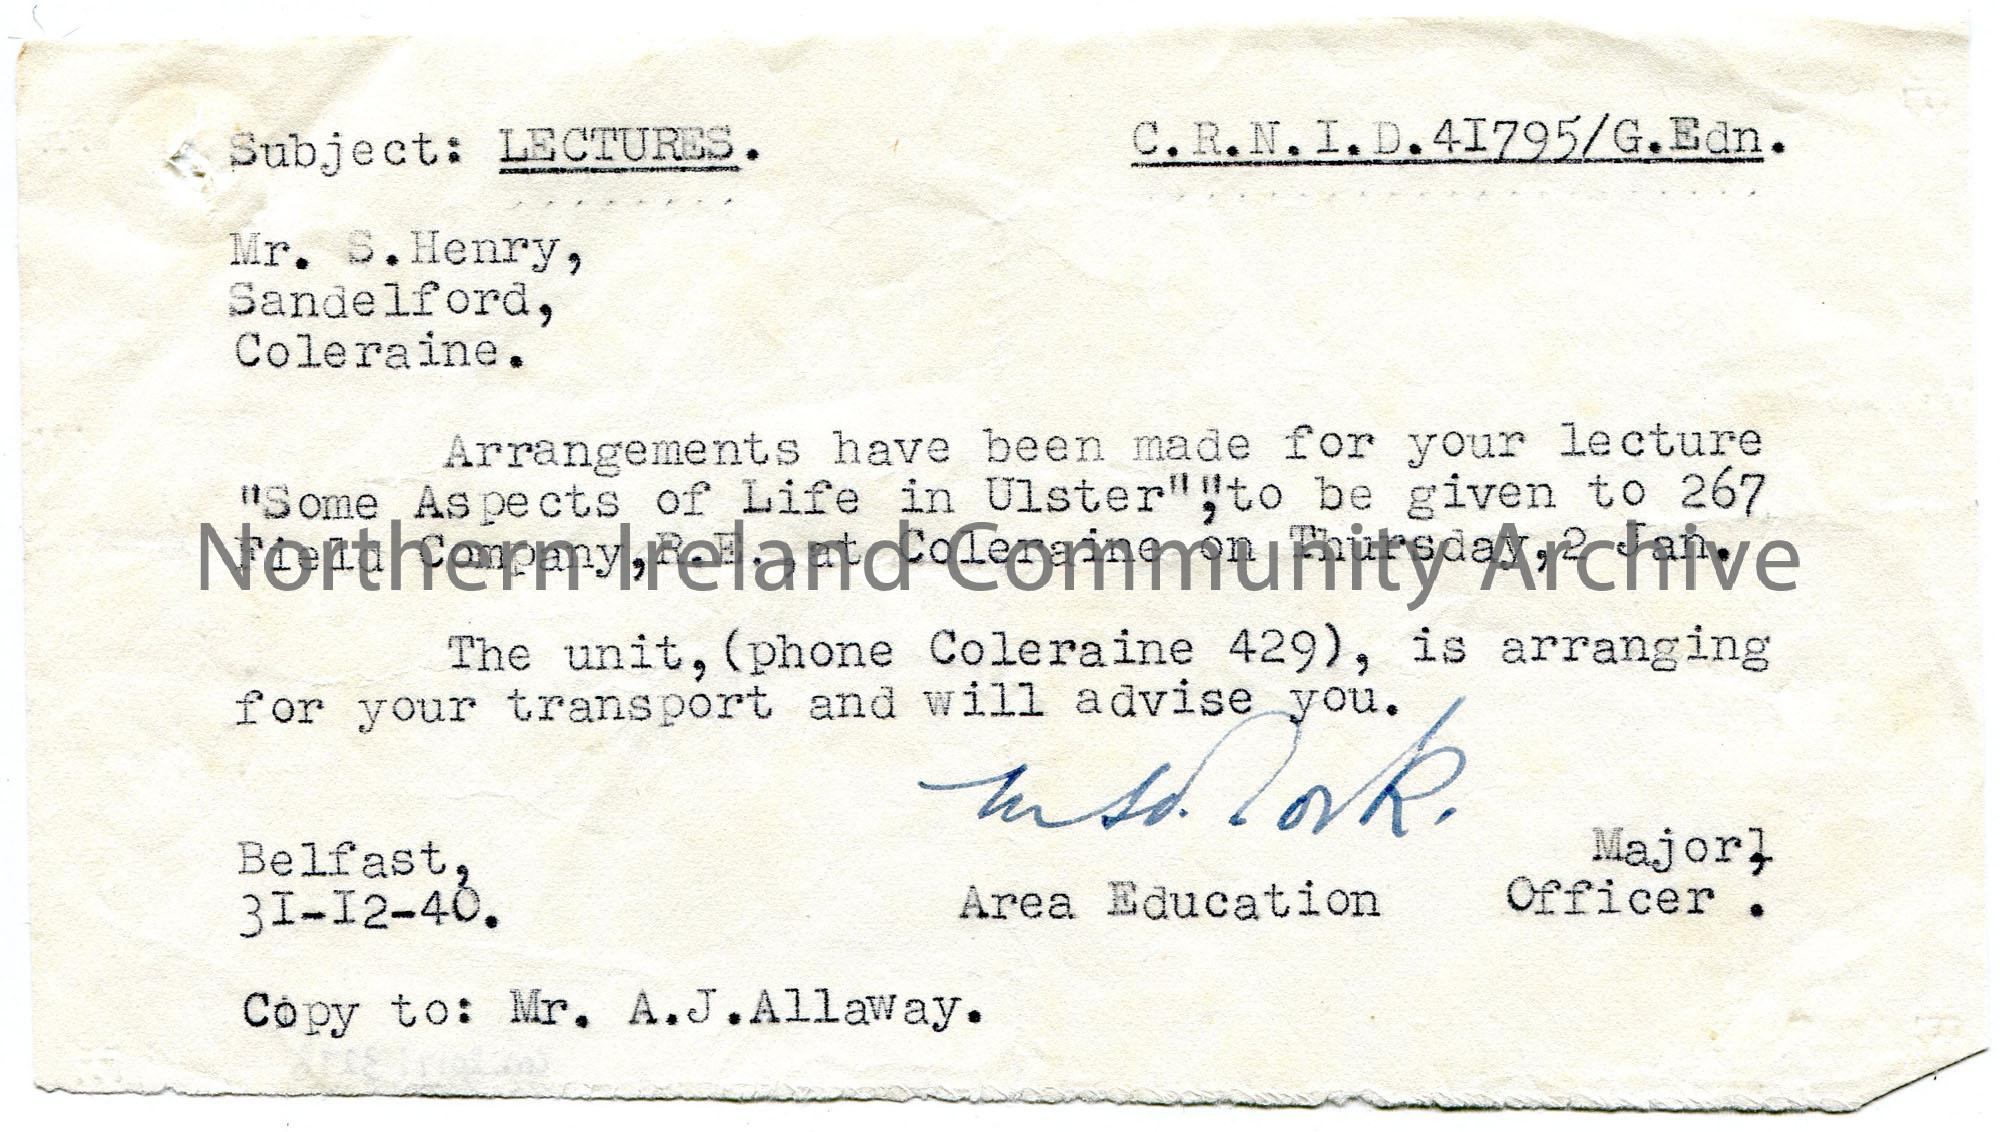 Subject: LECTURES. C.R.N.I.D.41795/G.Edn.
Mr. S.Henry,
Sandelford,
Coleraine.
Arrangements have been made for your lecture
"Some Aspects of Life in Ulster","to be given to 267
Field Company,R.E.,at Coleraine on Thursday,2 Jan.
Northern Ireland Community Archive
The unit,(phone Coleraine 429), is arranging
for your transport and will advise you.
Major,
Belfast,
31-12-40. Area Education Officer .
Copy to: Mr. A.J.Allaway.